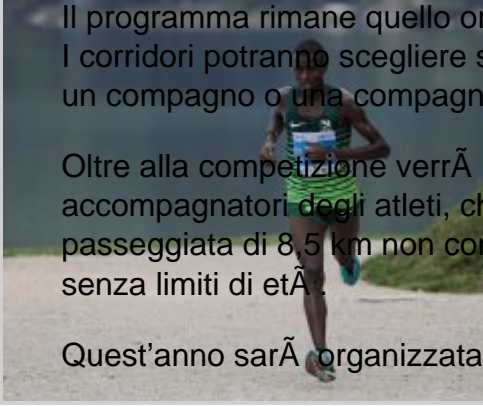 Il programma rimane quello or
I corridori potranno scegliere s
un compagno o una compagn
Oltre alla competizione verrÃ
accompagnatori degli atleti, ch
passeggiata di 8,5 km non con
senza limiti di etÃ .
Quest'anno sarÃ organizzata